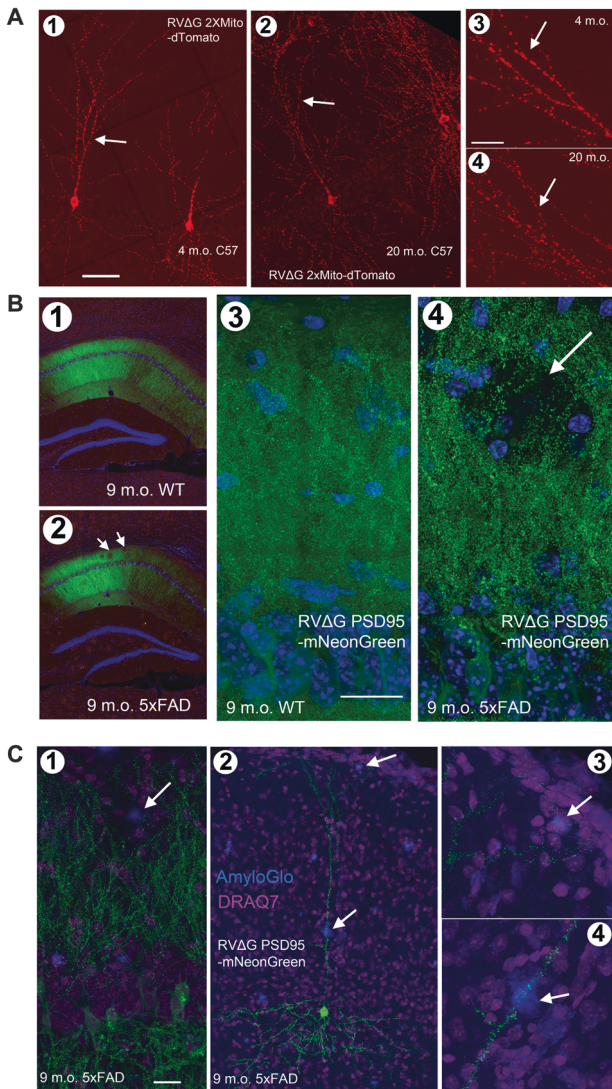 A
1
RVΔG 2XMito
-dTomato
4 m.o. C57
2
20 m.o. C57
RVΔG 2xMito-dTomato
3
4 m.o.
4
20 m.o.
B
1
9 m.o. WT
2
9 m.o. 5xFAD
3
RVΔG PSD95
-mNeonGreen
9 m.o. WT
4
RVΔG PSD95
-mNeonGreen
9 m.o. 5xFAD
C
1
9 m.o. 5xFAD
2
AmyloGlo
DRAQ7
RVΔG PSD95
-mNeonGreen
9 m.o. 5xFAD
3
4